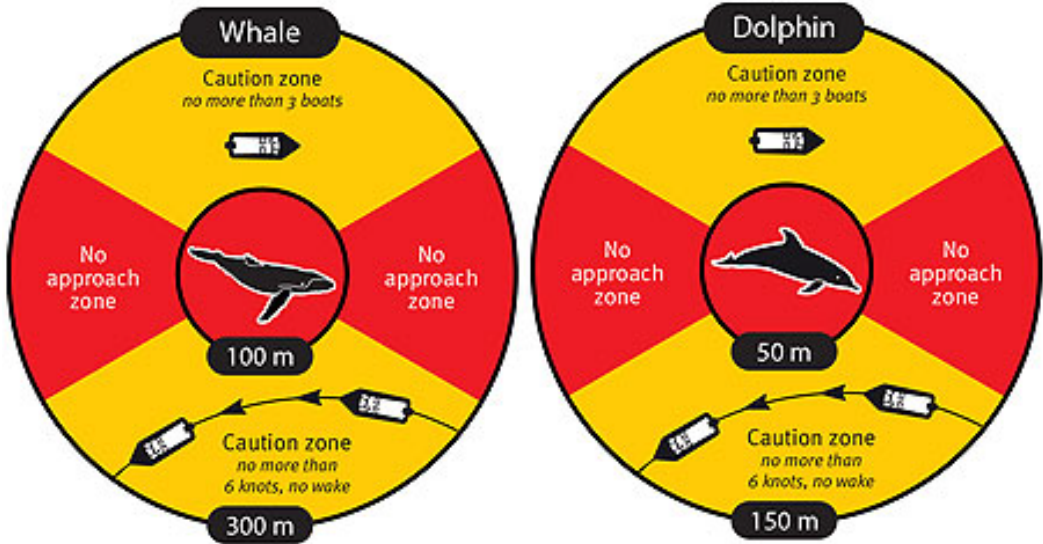 Whale
Caution zone
no more than 3 boats
No
approach
zone
No
approach
zone
100 m
Caution zone
no more than
6 knots, no wake
300 m
Dolphin
Caution zone
no more than 3 boats
No
approach
zone
No
approach
zone
50 m
Caution zone
no more than
6 knots, no wake
150 m